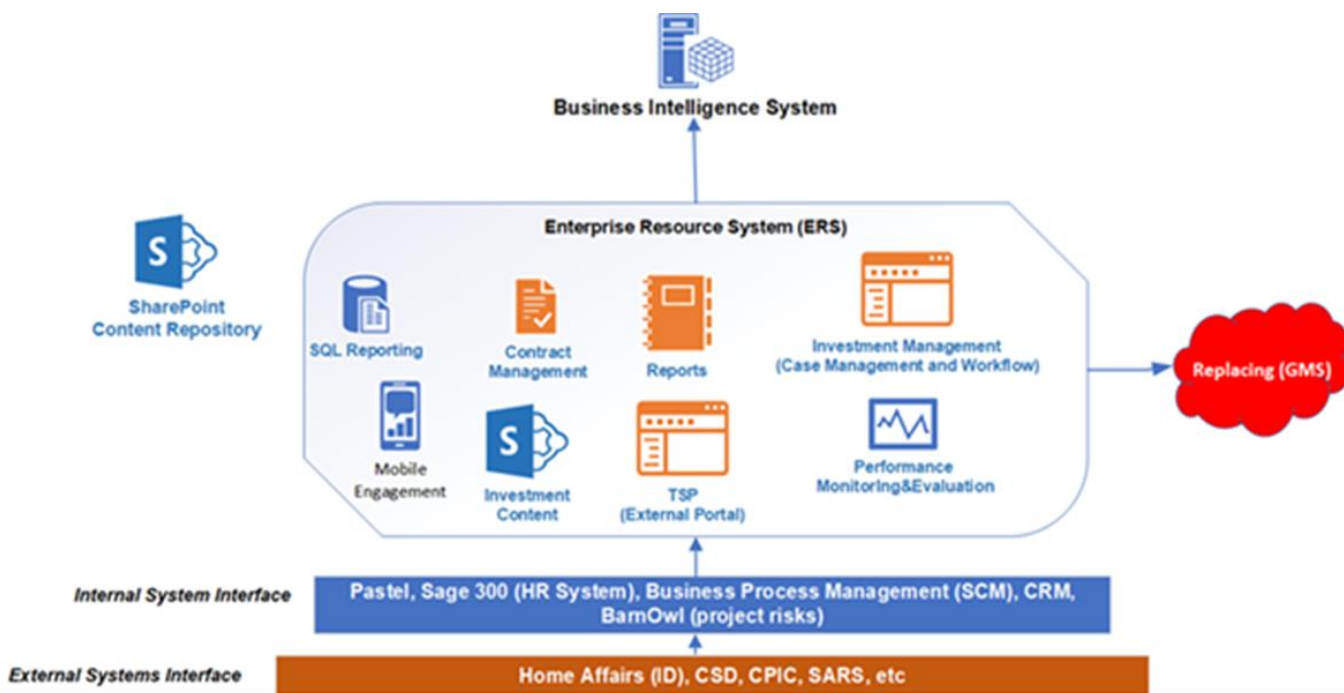 Business Intelligence System
Enterprise Resource System (ERS)
SharePoint
Content Repository
SQL Reporting
Contract
Management
Reports
Investment Management
(Case Management and Workflow)
Replacing (GMS)
Mobile
Engagement
Investment
Content
TSP
(External Portal)
Performance
Monitoring&Evaluation
Internal System Interface
Pastel, Sage 300 (HR System), Business Process Management (SCM), CRM,
BarnOwl (project risks)
External Systems Interface
Home Affairs (ID), CSD, CPIC, SARS, etc